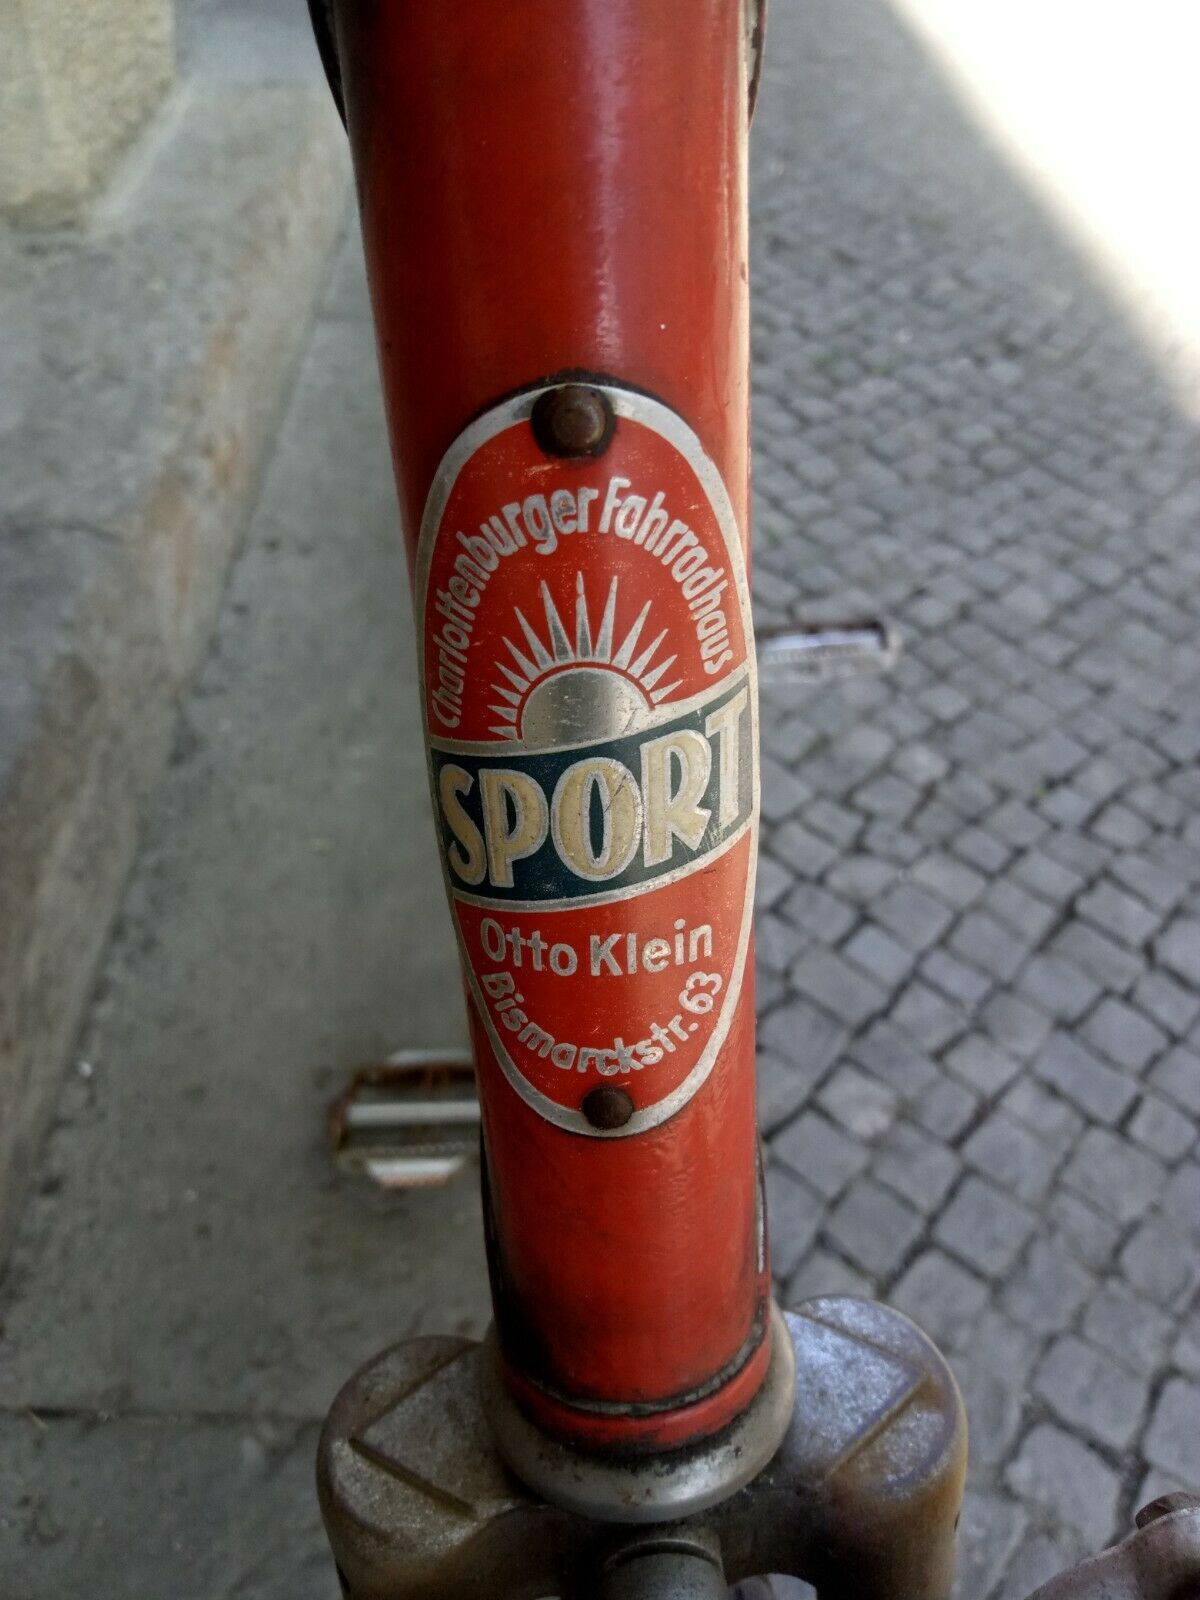 Charlottenburger Fahrradhaus
SPORT
Otto Klein
Bismarckstr. 63